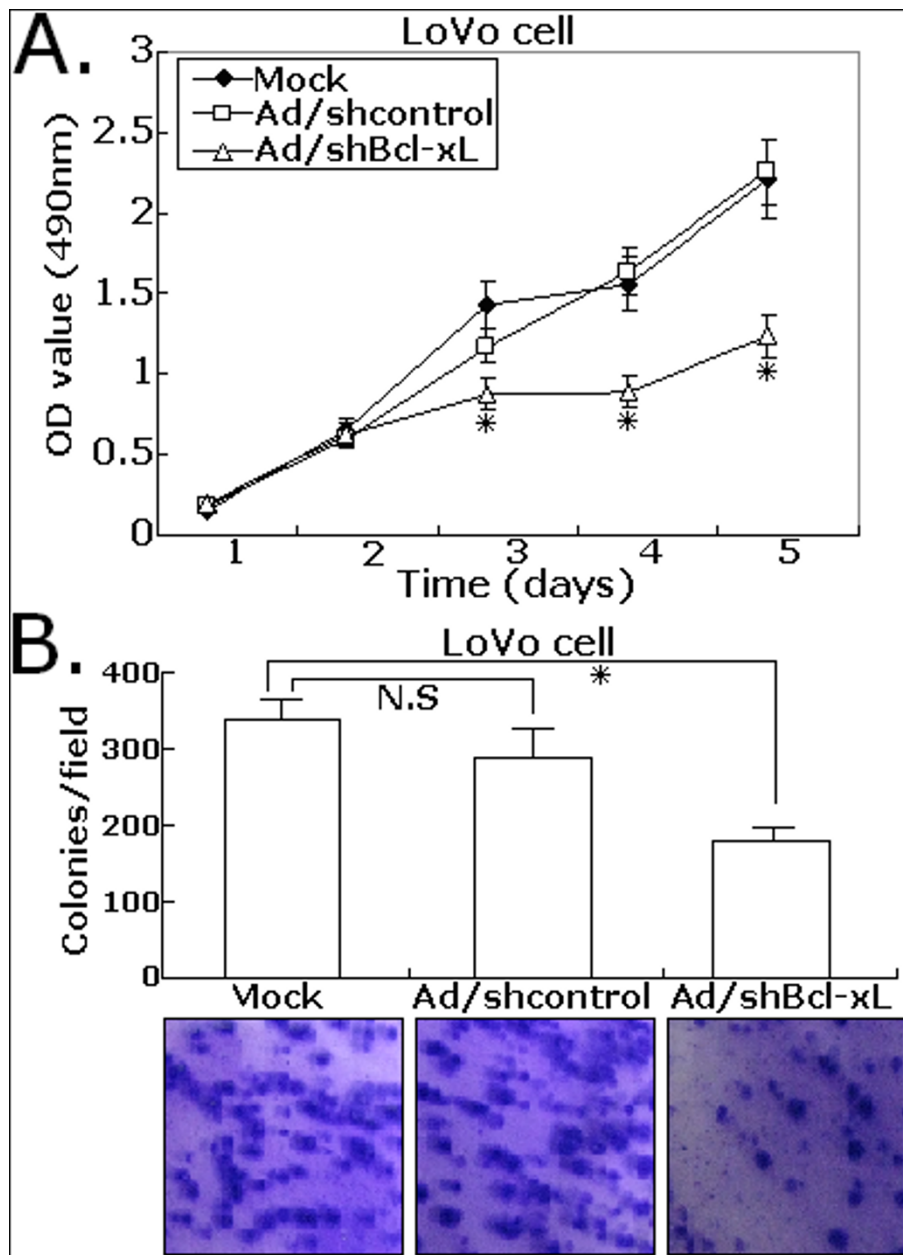 A.
LoVo cell
3
2.5
2
1.5
1
0.5
0
OD value (490nm)
Mock
Ad/shcontrol
Ad/shBcl-xL
* * *
1 2 3 4 5
Time (days)
B.
LoVo cell
N.S *
400
300
200
100
0
Colonies/field
Mock Ad/shcontrol Ad/shBcl-xL